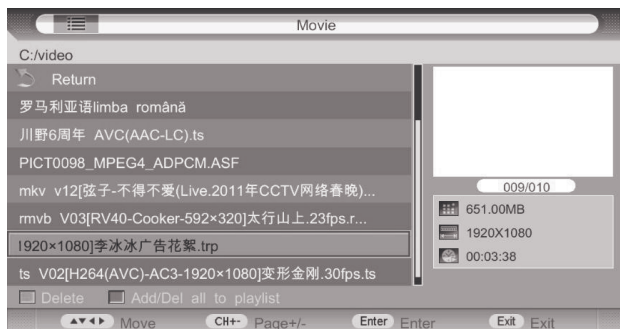 Movie
C:/video
Return
罗马利亚语limba română
川野6周年 AVC(AAC-LC).ts
PICT0098_MPEG4_ADPCM.ASF
mkv v12[弦子-不得不爱(Live.2011年CCTV网络春晚)...
rmvb V03[RV40-Cooker-592×320]太行山上.23fps.r...
1920×1080]李冰冰广告花絮.trp
ts V02[H264(AVC)-AC3-1920×1080]变形金刚.30fps.ts
009/010
651.00MB
1920X1080
00:03:38
Delete Add/Del all to playlist
Move CH+- Page+/- Enter Enter Exit Exit